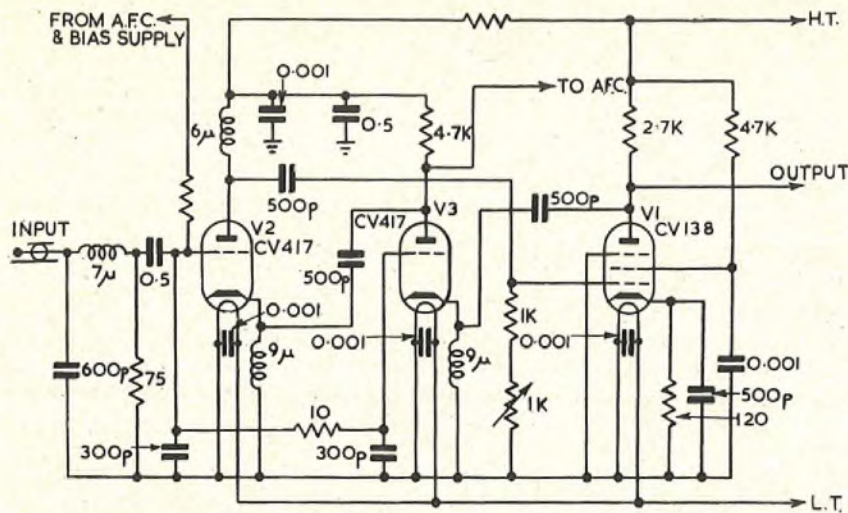 FROM A.F.C.
& BIAS SUPPLY
H.T.
0·001
TO A.F.C.
6μ
0·5
4·7K
2·7K
4·7K
OUTPUT
500p
500p
V2
CV417
V3
CV417
V1
CV138
INPUT
7μ
0·5
500p
0·001
1K
0·001
0·001
0·001
9μ
9μ
600p
75
1K
500p
120
10
300p
300p
L.T.